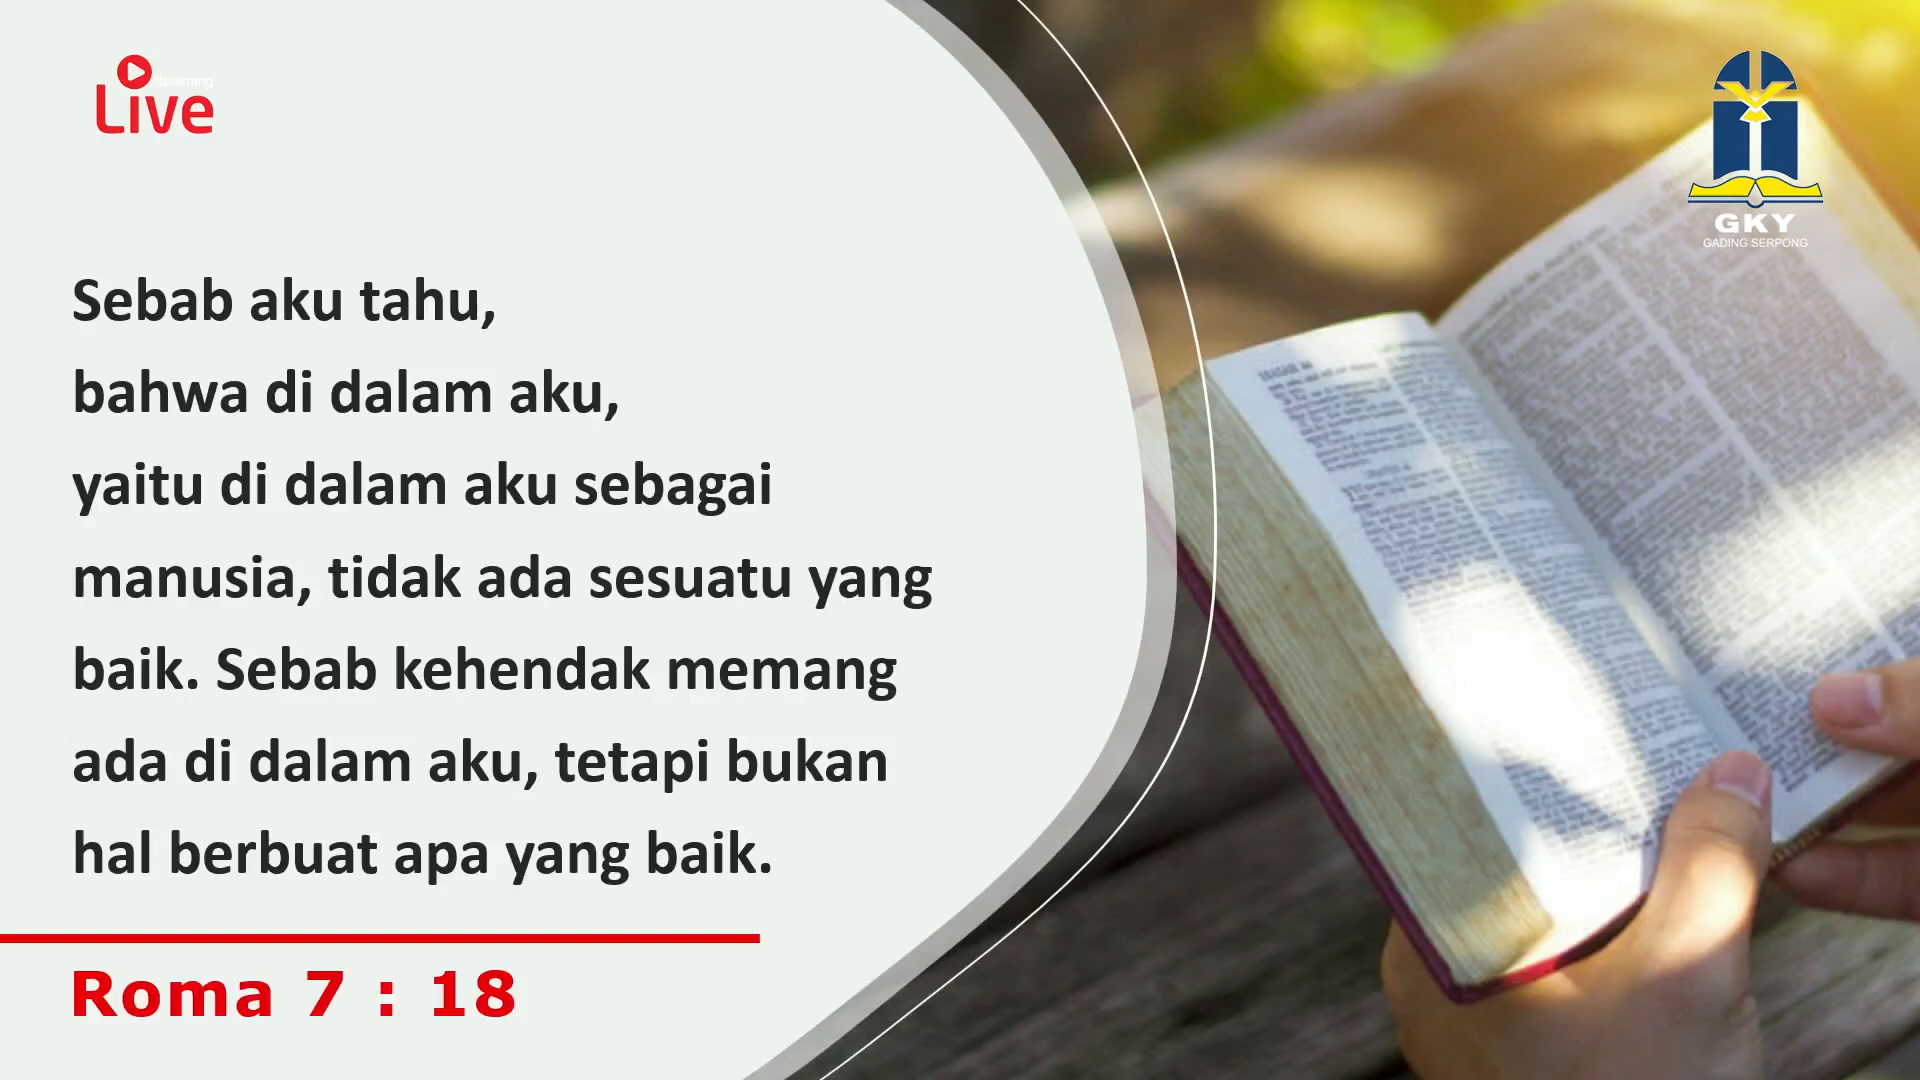 Streaming
Live
GKY
GADING SERPONG
Sebab aku tahu,
bahwa di dalam aku,
yaitu di dalam aku sebagai
manusia, tidak ada sesuatu yang
baik. Sebab kehendak memang
ada di dalam aku, tetapi bukan
hal berbuat apa yang baik.
Roma 7 : 18